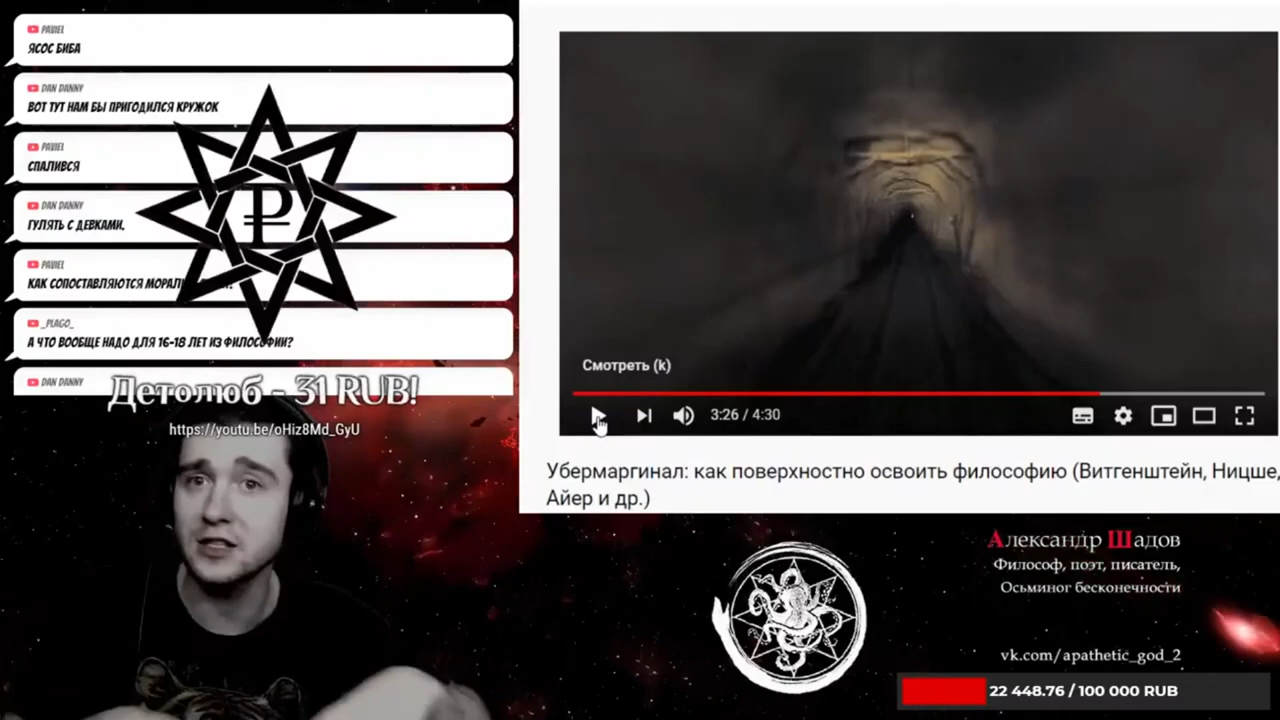 PAVIEL
ЯСОС БИБА
DAN DANNY
ВОТ ТУТ НАМ БЫ ПРИГОДИЛСЯ КРУЖОК
PAVIEL
СПАЛИВСЯ
DAN DANNY
ГУЛЯТЬ С ДЕВКАМИ.
PAVIEL
КАК СОПОСТАВЛЯЮТСЯ
_PLAGO_
А ЧТО ВООБЩЕ НАДО ДЛЯ 16-18 ЛЕТ ИЗ ФИЛОСОФИИ?
DAN DANNY
Детолюб - 31 RUB!
https://youtu.be/oHiz8Md_GyU
Смотреть (k)
3:26 / 4:30
Убермаргинал: как поверхностно освоить философию (Витгенштейн, Ницше,
Айер и др.)
Александр Шадов
Философ, поэт, писатель,
Осьминог бесконечности
vk.com/apathetic_god_2
22 448.76 / 100 000 RUB